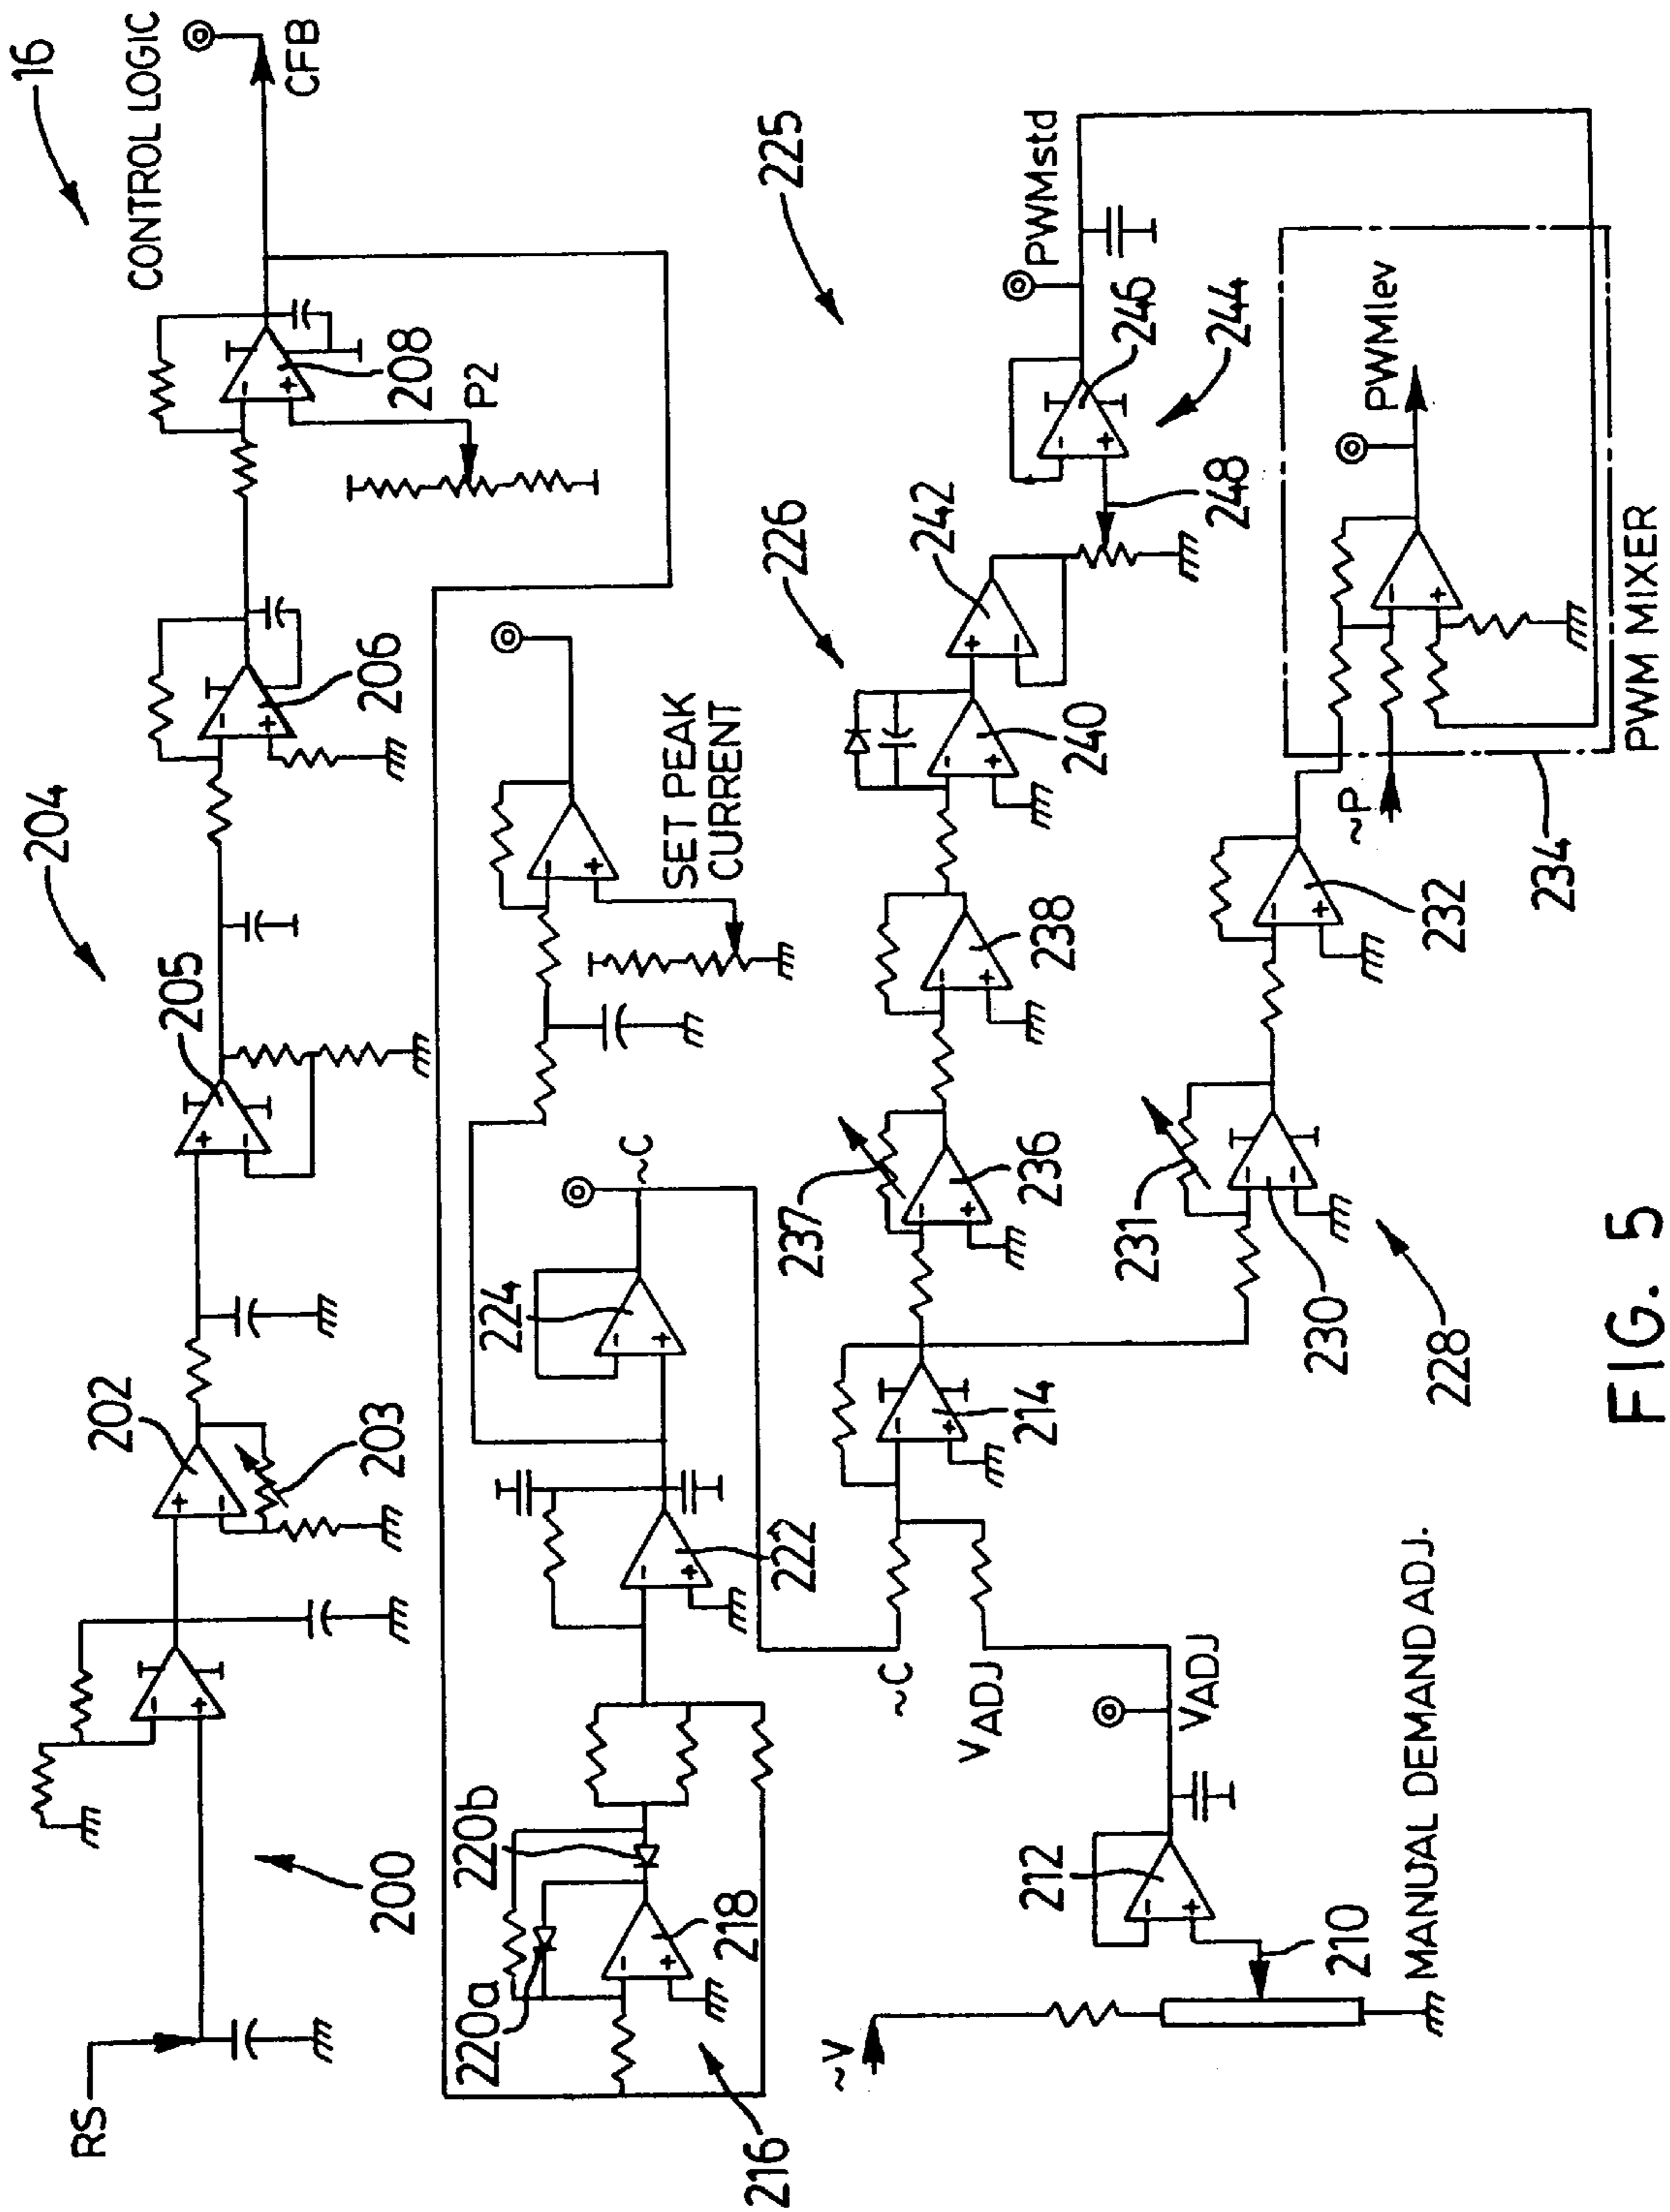 16
CONTROL LOGIC
CFB
204
205
206
208
P2
202
203
RS
200
SET PEAK
CURRENT
~C
224
222
220b
220a
218
216
225
226
PWMstd
246
244
248
242
240
238
237
236
214
~C
VADJ
VADJ
~V
212
210
MANUAL DEMAND ADJ.
231
230
228
232
~P
234
PWMlev
PWM MIXER
- + - + + - - + - + - + - + - + - + - + - + - - - + - + - + + - - + - +
FIG. 5